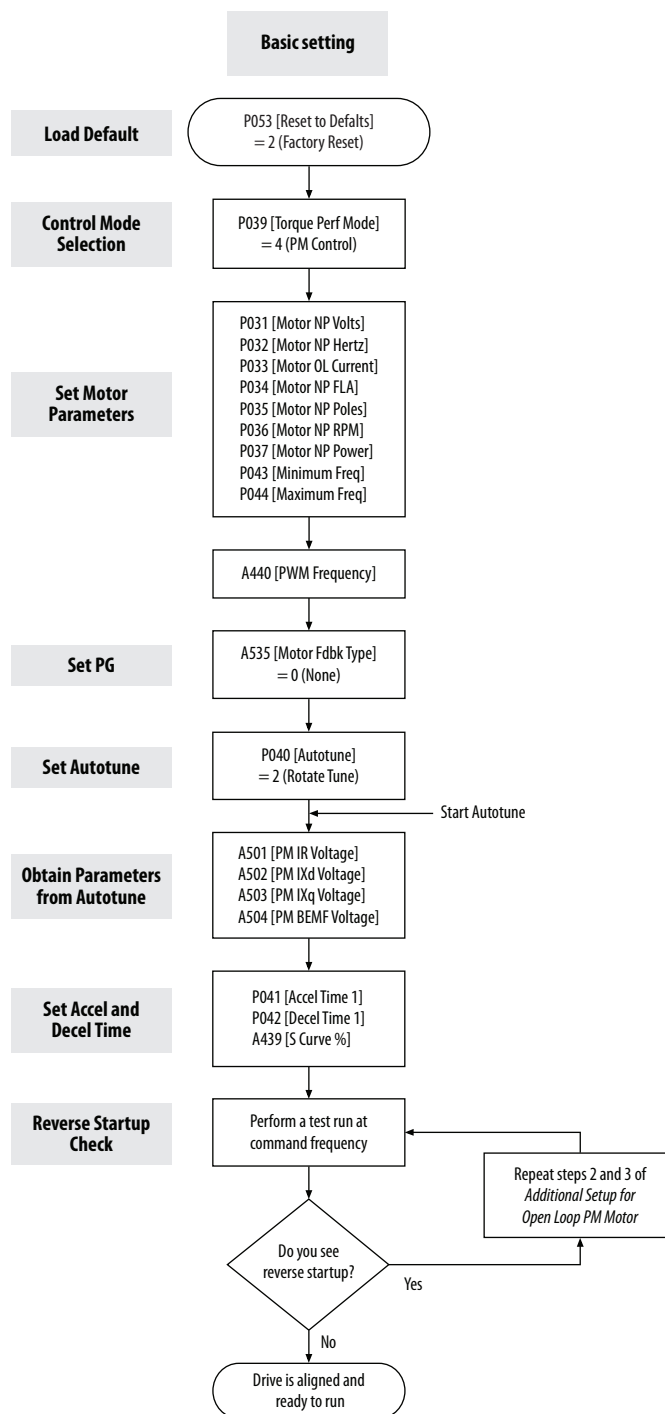 Basic setting
Load Default
P053 [Reset to Defalts]
= 2 (Factory Reset)
Control Mode
Selection
P039 [Torque Perf Mode]
= 4 (PM Control)
Set Motor
Parameters
P031 [Motor NP Volts]
P032 [Motor NP Hertz]
P033 [Motor OL Current]
P034 [Motor NP FLA]
P035 [Motor NP Poles]
P036 [Motor NP RPM]
P037 [Motor NP Power]
P043 [Minimum Freq]
P044 [Maximum Freq]
A440 [PWM Frequency]
Set PG
A535 [Motor Fdbk Type]
= 0 (None)
Set Autotune
P040 [Autotune]
= 2 (Rotate Tune)
Start Autotune
Obtain Parameters
from Autotune
A501 [PM IR Voltage]
A502 [PM IXd Voltage]
A503 [PM IXq Voltage]
A504 [PM BEMF Voltage]
Set Accel and
Decel Time
P041 [Accel Time 1]
P042 [Decel Time 1]
A439 [S Curve %]
Reverse Startup
Check
Perform a test run at
command frequency
Repeat steps 2 and 3 of
Additional Setup for
Open Loop PM Motor
Do you see
reverse startup?
Yes
No
Drive is aligned and
ready to run